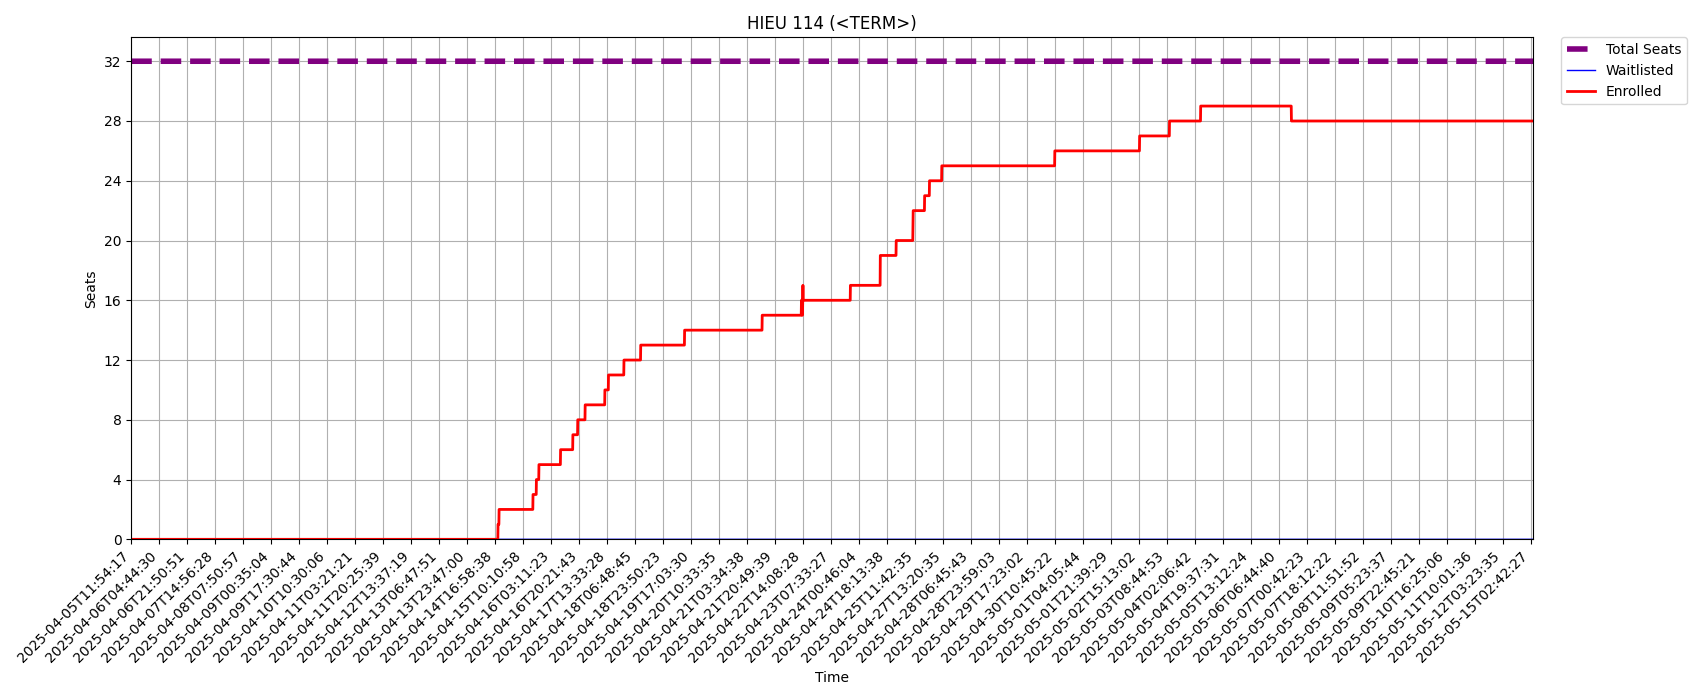 HIEU 114 (<TERM>)
Total Seats
Waitlisted
Enrolled
Seats
32
28
24
20
16
12
8
4
0
2025-04-05T11:54:17
2025-04-06T04:44:30
2025-04-06T21:50:51
2025-04-07T14:56:28
2025-04-08T07:50:57
2025-04-09T00:35:04
2025-04-09T17:30:44
2025-04-10T10:30:06
2025-04-11T03:21:21
2025-04-11T20:25:39
2025-04-12T13:37:19
2025-04-13T06:47:51
2025-04-13T23:47:00
2025-04-14T16:58:38
2025-04-15T10:10:58
2025-04-16T03:11:23
2025-04-16T20:21:43
2025-04-17T13:33:28
2025-04-18T06:48:45
2025-04-18T23:50:23
2025-04-19T17:03:30
2025-04-20T10:33:35
2025-04-21T03:34:38
2025-04-21T20:49:39
2025-04-22T14:08:28
2025-04-23T07:33:27
2025-04-24T00:46:04
2025-04-24T18:13:38
2025-04-25T11:42:35
2025-04-27T13:20:35
2025-04-28T06:45:43
2025-04-28T23:59:03
2025-04-29T17:23:02
2025-04-30T10:45:22
2025-05-01T04:05:44
2025-05-01T21:39:29
2025-05-02T15:13:02
2025-05-03T08:44:53
2025-05-04T02:06:42
2025-05-04T19:37:31
2025-05-05T13:12:24
2025-05-06T06:44:40
2025-05-07T00:42:23
2025-05-07T18:12:22
2025-05-08T11:51:52
2025-05-09T05:23:37
2025-05-09T22:45:21
2025-05-10T16:25:06
2025-05-11T10:01:36
2025-05-12T03:23:35
2025-05-15T02:42:27
Time